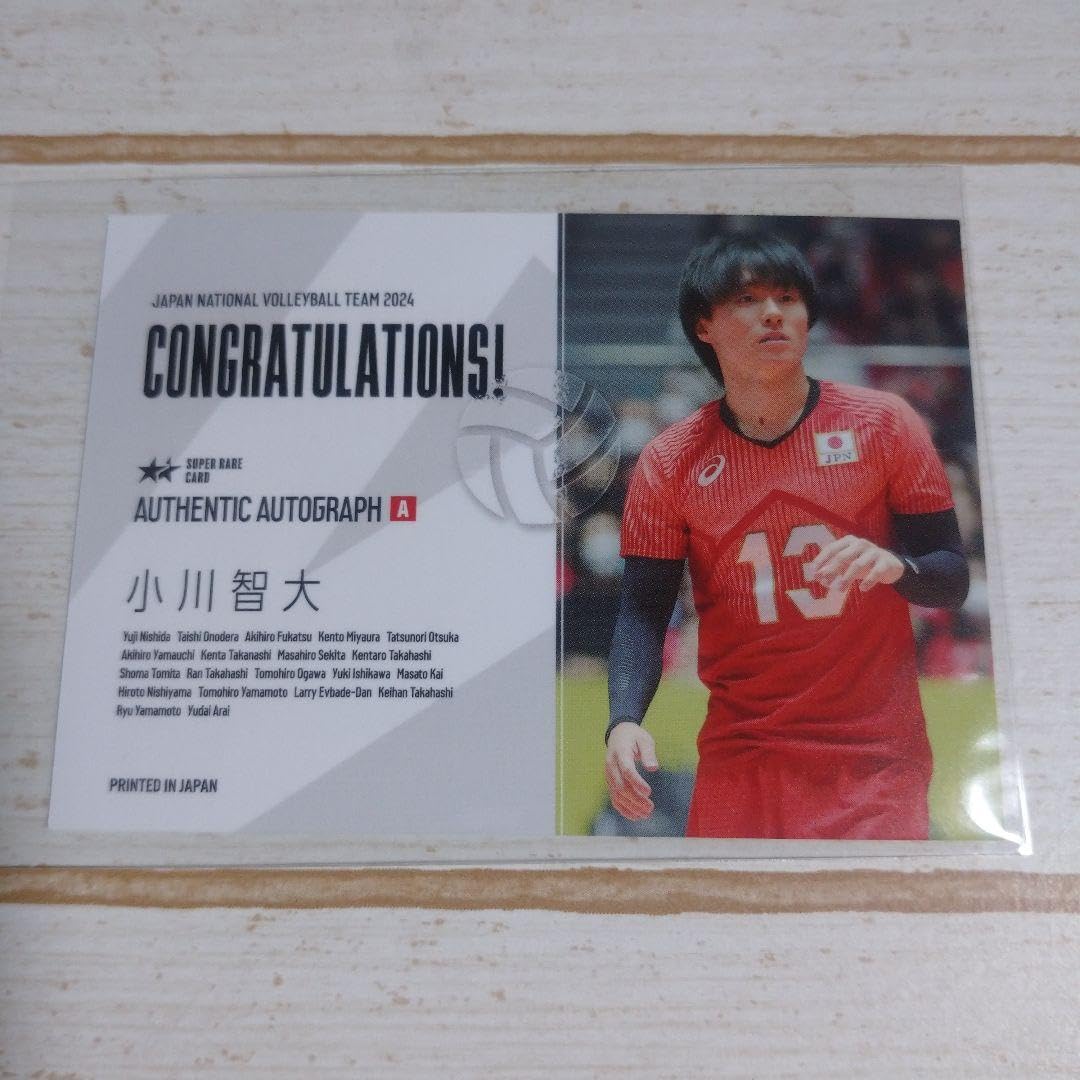 JAPAN NATIONAL VOLLEYBALL TEAM 2024
CONGRATULATIONS!
SUPER RARE
CARD
AUTHENTIC AUTOGRAPH A
小川智大
Yuji Nishida Taishi Onodera Akihiro Fukatsu Kento Miyaura Tatsunori Otsuka
Akihiro Yamauchi Kenta Takanashi Masahiro Sekita Kentaro Takahashi
Shoma Tomita Ran Takahashi Tomohiro Ogawa Yuki Ishikawa Masato Kai
Hiroto Nishiyama Tomohiro Yamamoto Larry Evbade-Dan Keihan Takahashi
Ryu Yamamoto Yudai Arai
PRINTED IN JAPAN
JPN
13